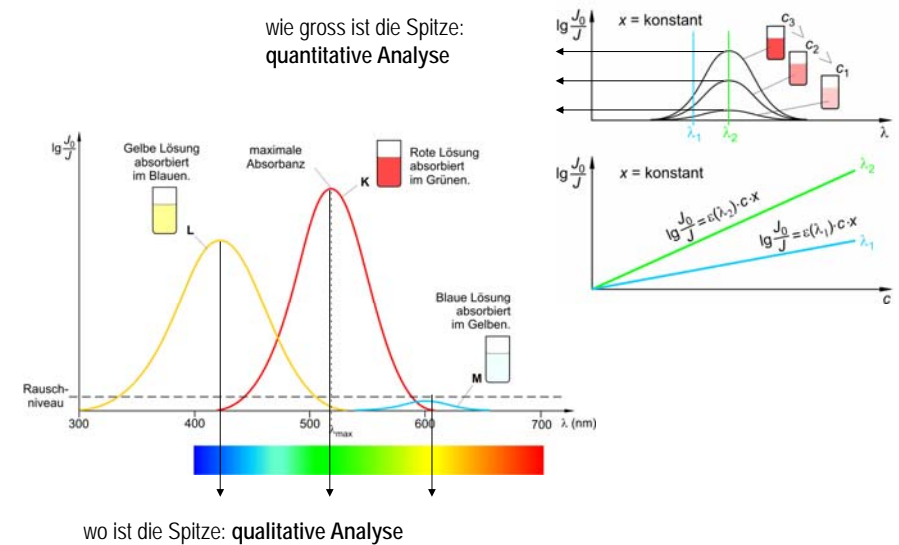 wie gross ist die Spitze:
quantitative Analyse
lg J₀/J
x = konstant
c₃
c₂
c₁
λ₁
λ₂
λ
lg J₀/J
Gelbe Lösung
absorbiert
im Blauen.
L
maximale
Absorbanz
K
Rote Lösung
absorbiert
im Grünen.
Blaue Lösung
absorbiert
im Gelben.
M
Rausch-
niveau
300
400
500
λmax
600
700
λ (nm)
lg J₀/J
x = konstant
lg J₀/J = ε(λ₂)·c·x
λ₂
lg J₀/J = ε(λ₁)·c·x
λ₁
c
wo ist die Spitze: qualitative Analyse